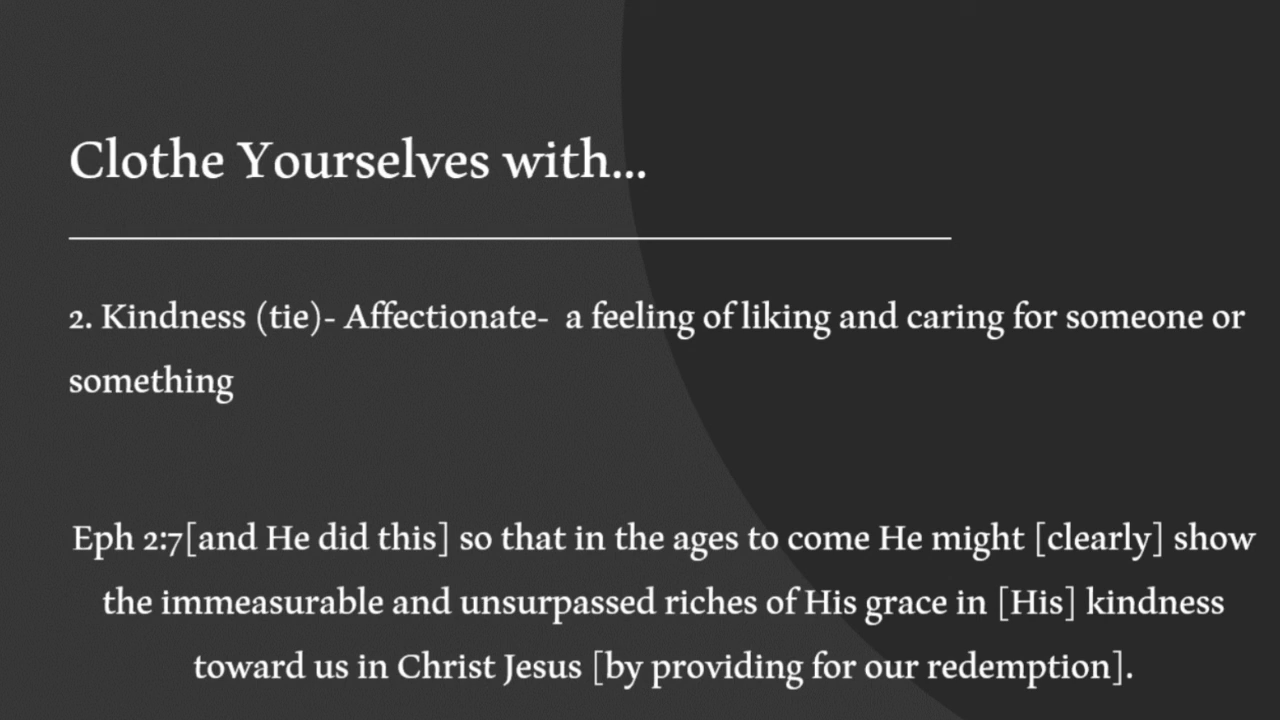 Clothe Yourselves with...
2. Kindness (tie)- Affectionate-  a feeling of liking and caring for someone or
something
Eph 2:7[and He did this] so that in the ages to come He might [clearly] show
the immeasurable and unsurpassed riches of His grace in [His] kindness
toward us in Christ Jesus [by providing for our redemption].